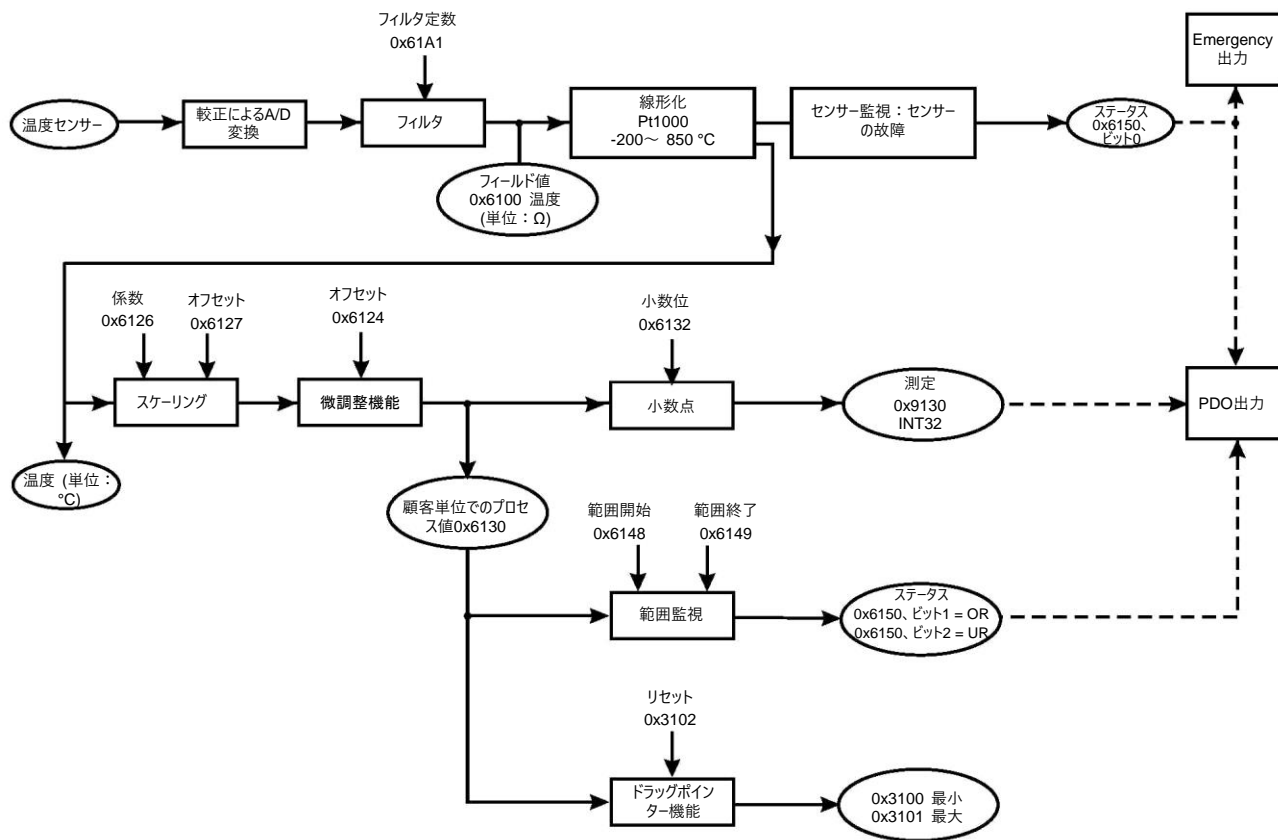 フィルタ定数
0x61A1
Emergency
出力
温度センサー
較正によるA/D
変換
フィルタ
線形化
Pt1000
-200～ 850 °C
センサー監視：センサー
の故障
ステータス
0x6150、
ビット0
フィールド値
0x6100 温度
(単位：Ω)
係数
0x6126
オフセット
0x6127
オフセット
0x6124
小数位
0x6132
スケーリング
微調整機能
小数点
測定
0x9130
INT32
PDO出力
温度 (単位：
°C)
顧客単位でのプロセ
ス値0x6130
範囲開始
0x6148
範囲終了
0x6149
範囲監視
ステータス
0x6150、ビット1 = OR
0x6150、ビット2 = UR
リセット
0x3102
ドラッグポイン
ター機能
0x3100 最小
0x3101 最大